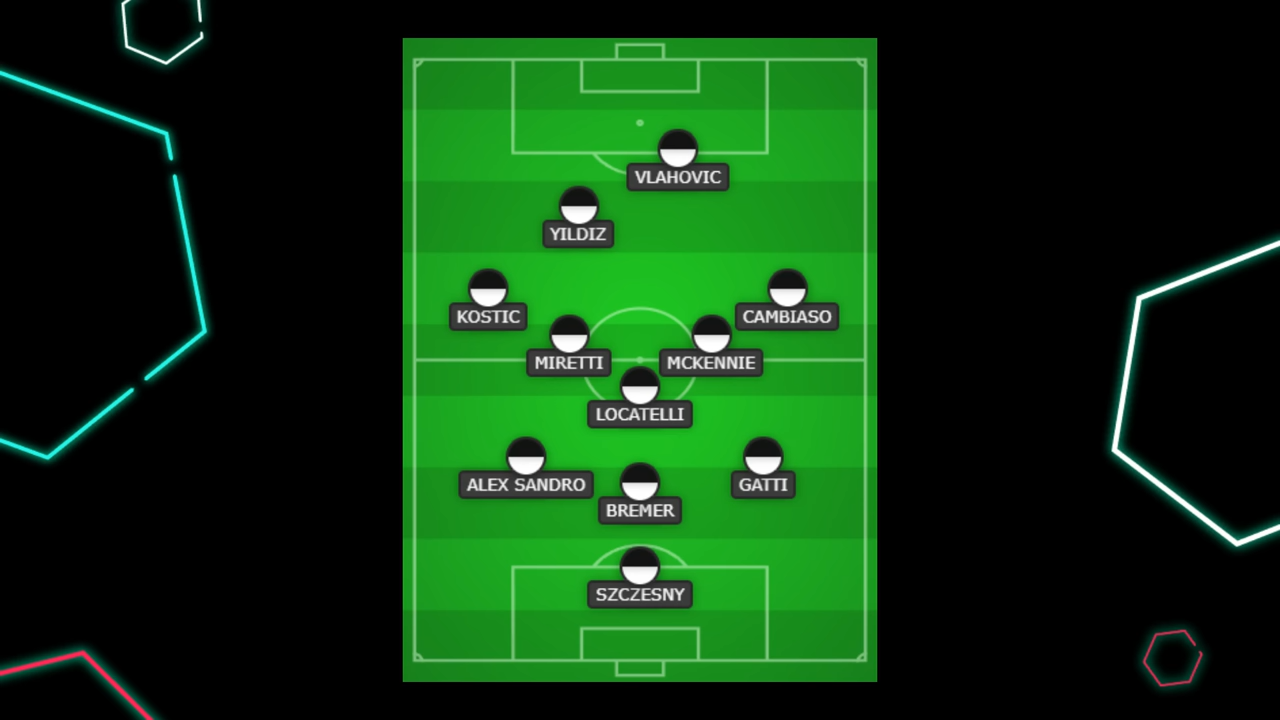 VLAHOVIC
YILDIZ
KOSTIC
CAMBIASO
MIRETTI
MCKENNIE
LOCATELLI
ALEX SANDRO
GATTI
BREMER
SZCZESNY